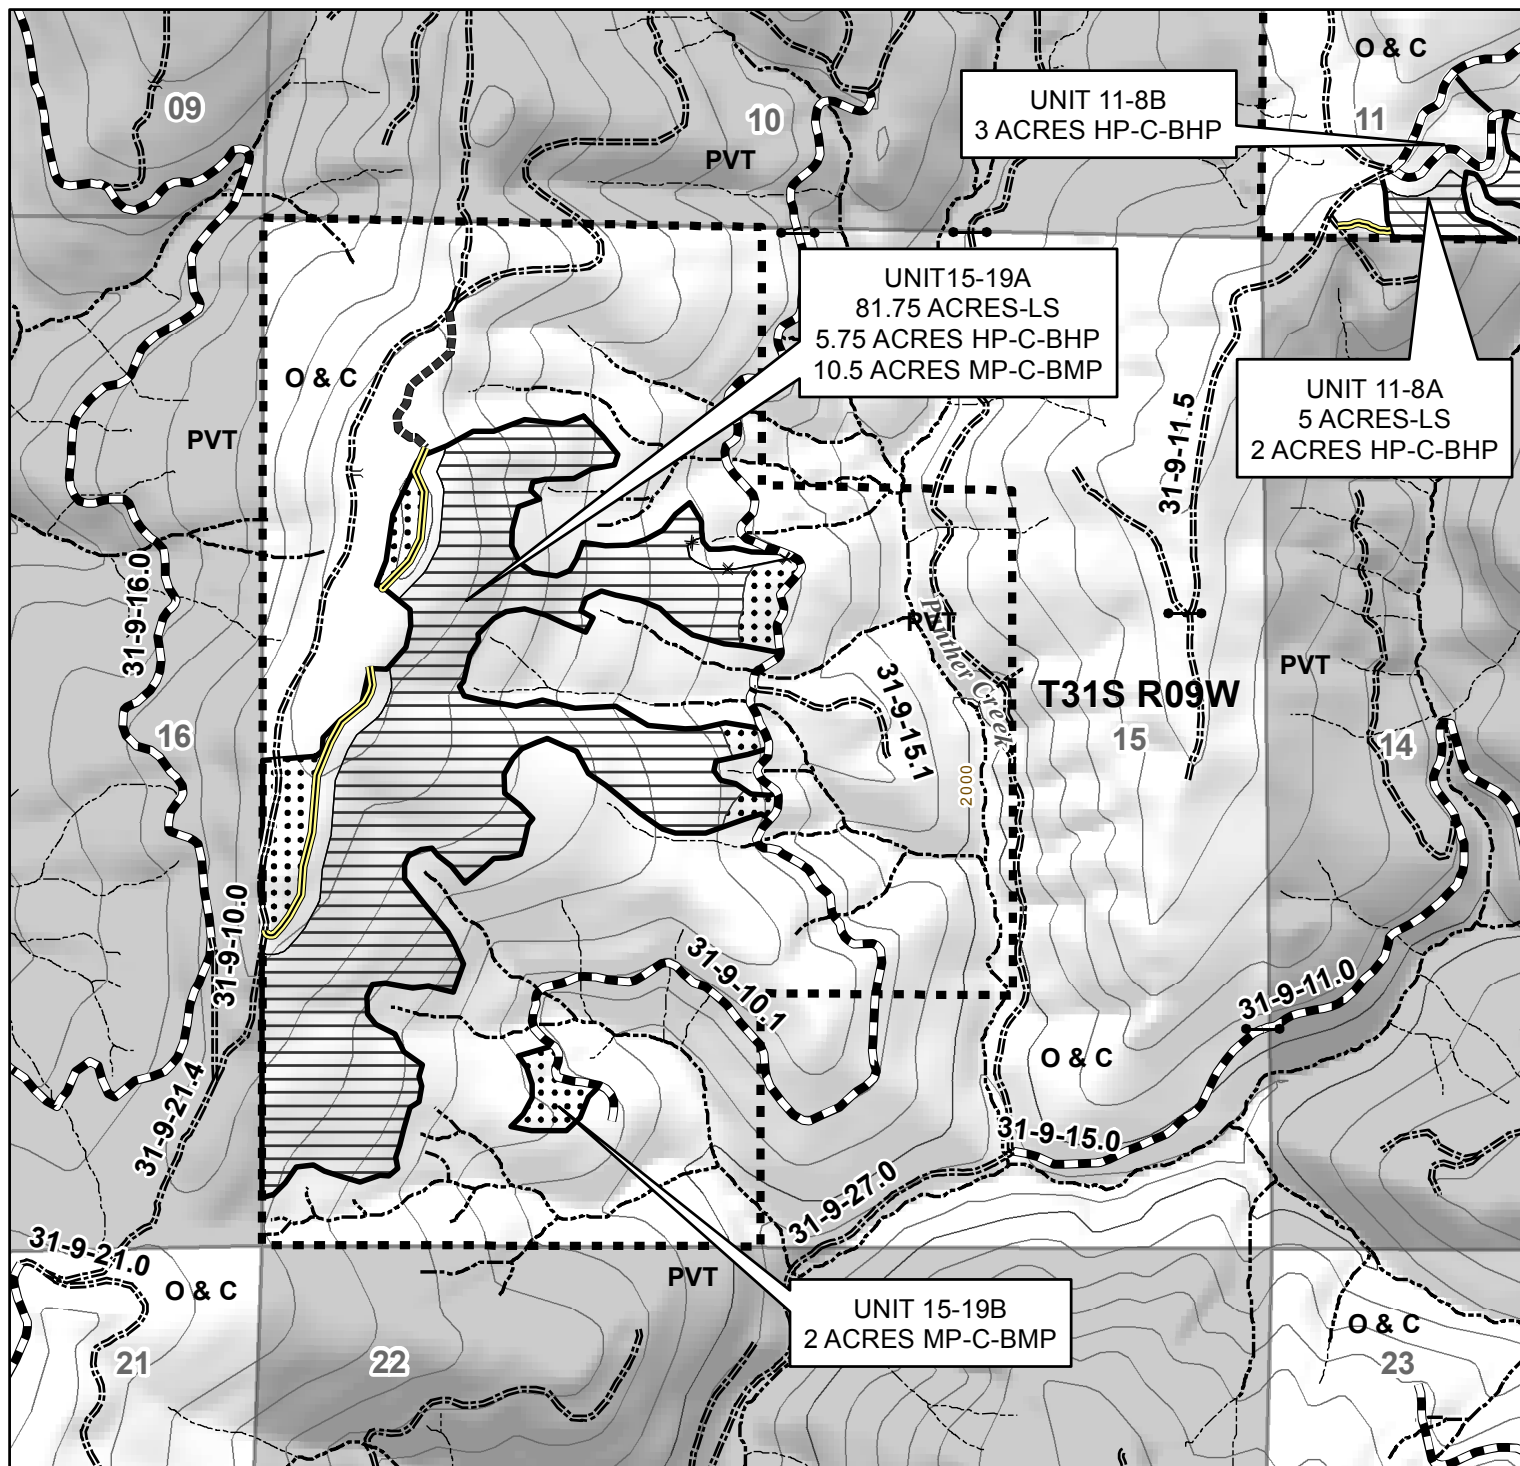 O & C
09
10
11
UNIT 11-8B
3 ACRES HP-C-BHP
PVT
UNIT15-19A
81.75 ACRES-LS
5.75 ACRES HP-C-BHP
10.5 ACRES MP-C-BMP
O & C
UNIT 11-8A
5 ACRES-LS
2 ACRES HP-C-BHP
PVT
31-9-11.5
31-9-16.0
Panther Creek
PVT
PVT
31-9-15.1
T31S R09W
15
16
14
2000
31-9-10.0
31-9-10.1
31-9-11.0
O & C
31-9-21.4
31-9-15.0
31-9-27.0
31-9-21.0
O & C
PVT
UNIT 15-19B
2 ACRES MP-C-BMP
O & C
21
22
23